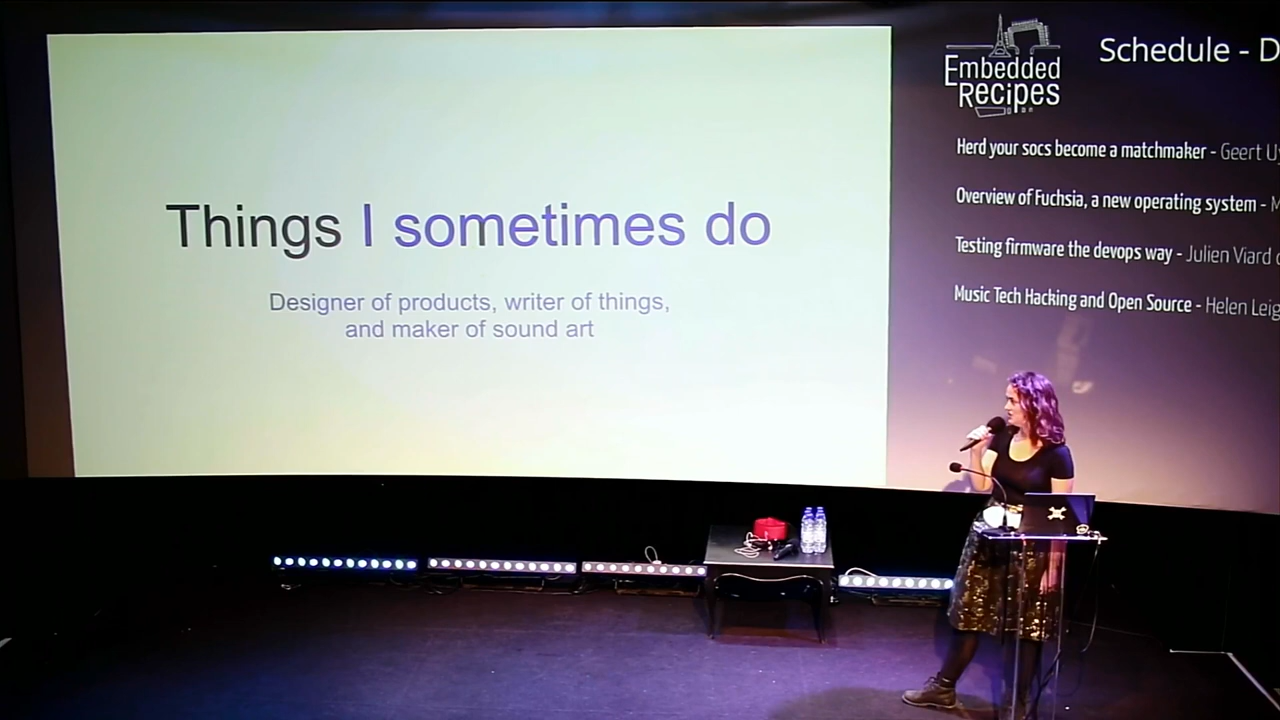 Things I sometimes do
Designer of products, writer of things,
and maker of sound art
Embedded
Recipes
Schedule - D
Herd your socs become a matchmaker - Geert Uy
Overview of Fuchsia, a new operating system - M
Testing firmware the devops way - Julien Viard d
Music Tech Hacking and Open Source - Helen Leig